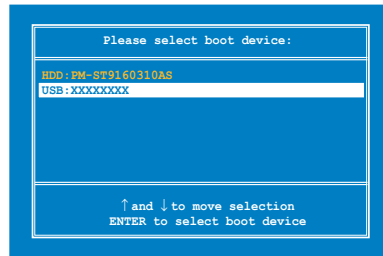 Please select boot device:
HDD:PM-ST9160310AS
USB:XXXXXXXX
↑ and ↓ to move selection
ENTER to select boot device